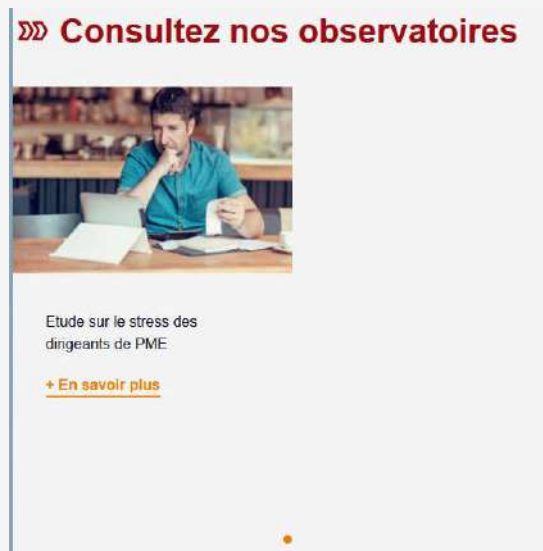 Consultez nos observatoires
Etude sur le stress des
dirigeants de PME
+ En savoir plus